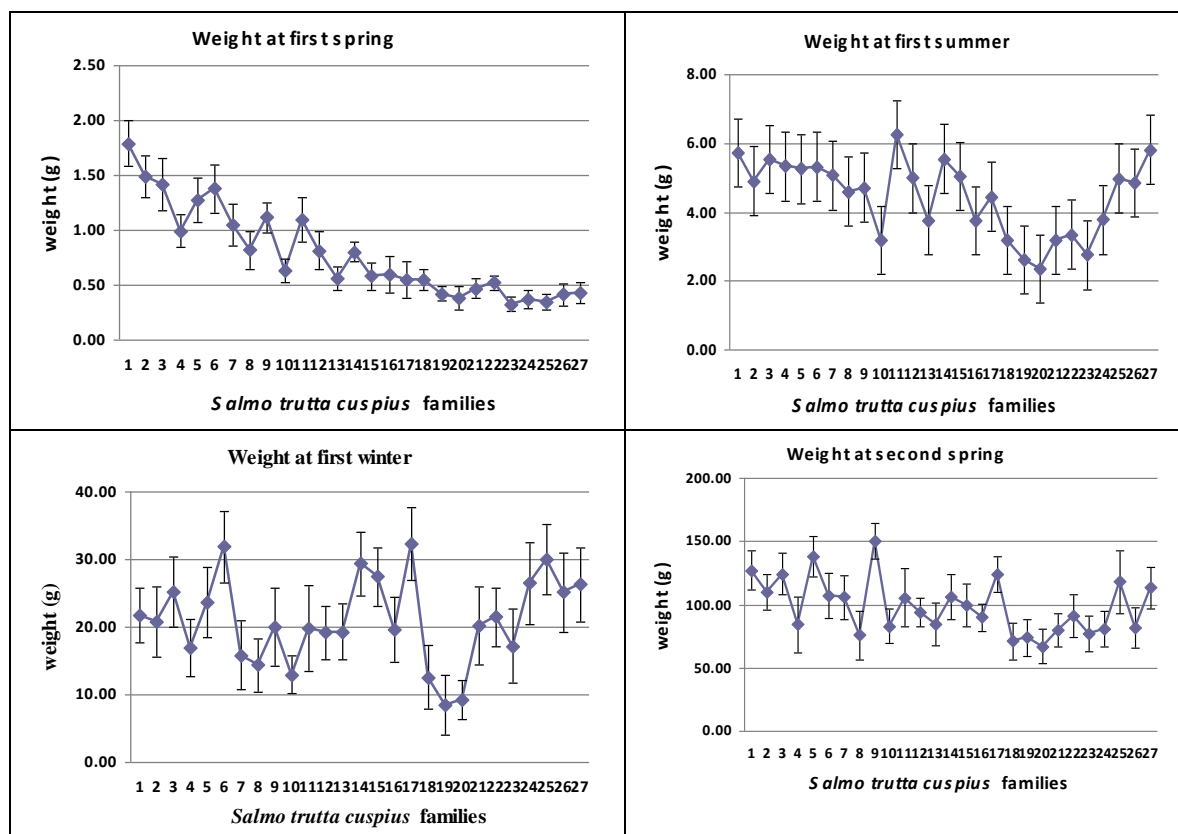 Weight at first spring
weight (g)
2.50
2.00
1.50
1.00
0.50
0.00
1 2 3 4 5 6 7 8 9 10 11 12 13 14 15 16 17 18 19 20 21 22 23 24 25 26 27
Salmo trutta cuspius families
Weight at first summer
weight (g)
8.00
6.00
4.00
2.00
0.00
1 2 3 4 5 6 7 8 9 10 11 12 13 14 15 16 17 18 19 20 21 22 23 24 25 26 27
Salmo trutta cuspius families
Weight at first winter
weight (g)
40.00
30.00
20.00
10.00
0.00
1 2 3 4 5 6 7 8 9 10 11 12 13 14 15 16 17 18 19 20 21 22 23 24 25 26 27
Salmo trutta cuspius families
Weight at second spring
weight (g)
200.00
150.00
100.00
50.00
0.00
1 2 3 4 5 6 7 8 9 10 11 12 13 14 15 16 17 18 19 20 21 22 23 24 25 26 27
Salmo trutta cuspius families